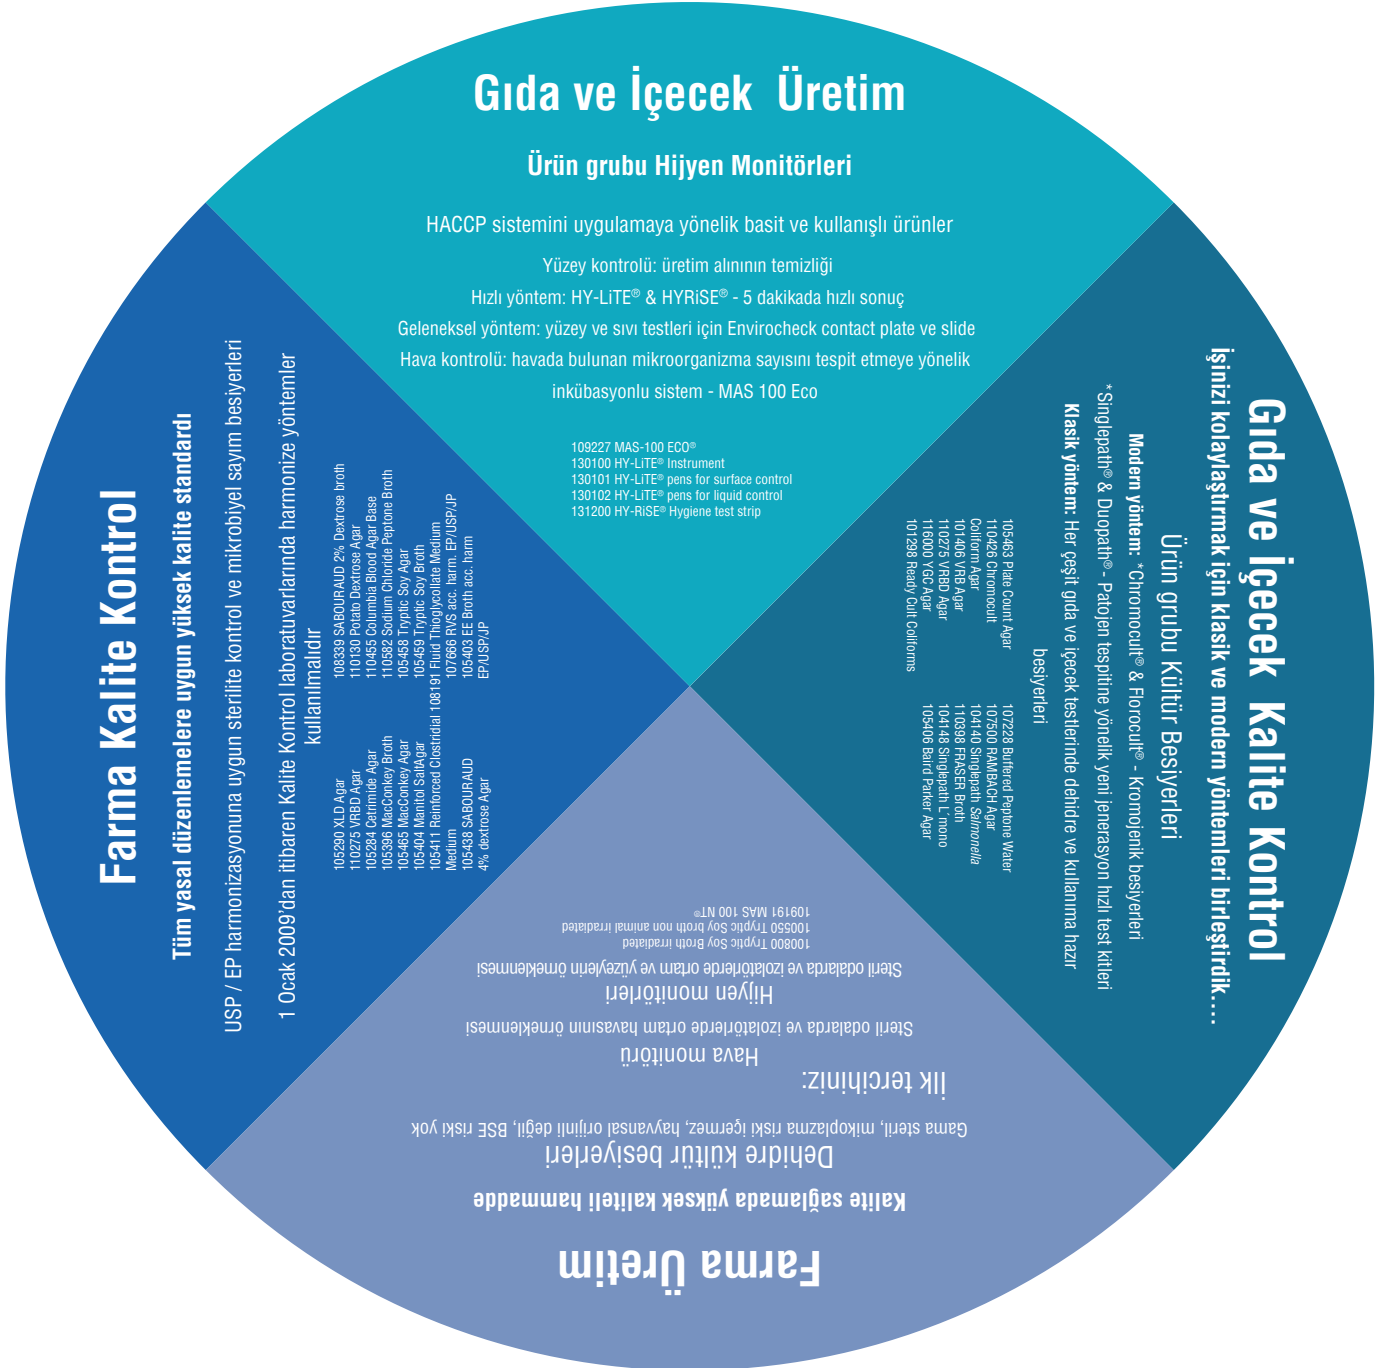 Gıda ve İçecek Üretim
Ürün grubu Hijyen Monitörleri
HACCP sistemini uygulamaya yönelik basit ve kullanışlı ürünler
Yüzey kontrolü: üretim alınının temizliği
Hızlı yöntem: HY-LiTE® & HYRiSE® - 5 dakikada hızlı sonuç
Geleneksel yöntem: yüzey ve sıvı testleri için Envirocheck contact plate ve slide
Hava kontrolü: havada bulunan mikroorganizma sayısını tespit etmeye yönelik
inkübasyonlu sistem - MAS 100 Eco
109227 MAS-100 ECO®
130100 HY-LiTE® Instrument
130101 HY-LiTE® pens for surface control
130102 HY-LiTE® pens for liquid control
131200 HY-RiSE® Hygiene test strip
Gıda ve İçecek Kalite Kontrol
İşinizi kolaylaştırmak için klasik ve modern yöntemleri birleştirdik....
Ürün grubu Kültür Besiyerleri
Modern yöntem: *Chromocult® & Florocult® - Kromojenik besiyerleri
*Singlepath® & Duopath® - Patojen tespitine yönelik yeni jenerasyon hızlı test kitleri
Klasik yöntem: Her çeşit gıda ve içecek testlerinde dehidre ve kullanıma hazır
besiyerleri
105463 Plate Count Agar
110426 Chromocult
Coliform Agar
101406 VRB Agar
110275 VRBD Agar
116000 YGC Agar
101298 Ready Cult Coliforms
107228 Buffered Peptone Water
107500 RAMBACH Agar
104140 Singlepath Salmonella
110398 FRASER Broth
104148 Singlepath L´mono
105406 Baird Parker Agar
Farma Üretim
Kalite sağlamada yüksek kaliteli hammadde
Dehidre kültür besiyerleri
Gama steril, mikoplazma riski içermez, hayvansal orijinli değil, BSE riski yok
İlk tercihiniz:
Hava monitörü
Steril odalarda ve izolatörlerde ortam havasının örneklenmesi
Hijyen monitörleri
Steril odalarda ve izolatörlerde ortam ve yüzeylerin örneklenmesi
100800 Tryptic Soy Broth irradiated
100550 Tryptic Soy broth non animal irradiated
109191 MAS 100 NT®
Farma Kalite Kontrol
Tüm yasal düzenlemelere uygun yüksek kalite standardı
USP / EP harmonizasyonuna uygun sterilite kontrol ve mikrobiyel sayım besiyerleri
1 Ocak 2009'dan itibaren Kalite Kontrol laboratuvarlarında harmonize yöntemler
kullanılmalıdır
105290 XLD Agar
110275 VRBD Agar
105284 Cetrimide Agar
105396 MacConkey Broth
105465 MacConkey Agar
105404 Manitol SaltAgar
105411 Reinforced Clostridial
Medium
105438 SABOURAUD
4% dextrose Agar
108339 SABOURAUD 2% Dextrose broth
110130 Potato Dextrose Agar
110455 Columbia Blood Agar Base
110582 Sodium Chloride Peptone Broth
105458 Tryptic Soy Agar
105459 Tryptic Soy Broth
108191 Fluid Thioglycollate Medium
107666 RVS acc. harm. EP/USP/JP
105403 EE Broth acc. harm
EP/USP/JP